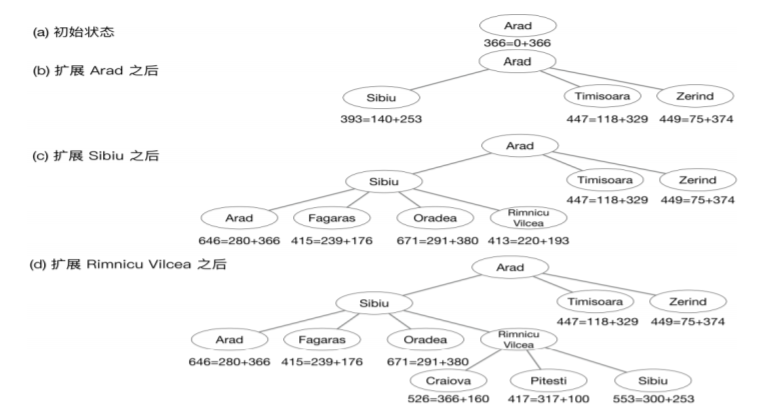 (a) 初始状态
Arad
366=0+366
(b) 扩展 Arad 之后
Arad
Sibiu
Timisoara
Zerind
393=140+253
447=118+329
449=75+374
(c) 扩展 Sibiu 之后
Arad
Sibiu
Timisoara
Zerind
447=118+329
449=75+374
Arad
Fagaras
Oradea
Rimnicu
Vilcea
646=280+366
415=239+176
671=291+380
413=220+193
(d) 扩展 Rimnicu Vilcea 之后
Arad
Sibiu
Timisoara
Zerind
447=118+329
449=75+374
Arad
Fagaras
Oradea
Rimnicu
Vilcea
646=280+366
415=239+176
671=291+380
Craiova
Pitesti
Sibiu
526=366+160
417=317+100
553=300+253